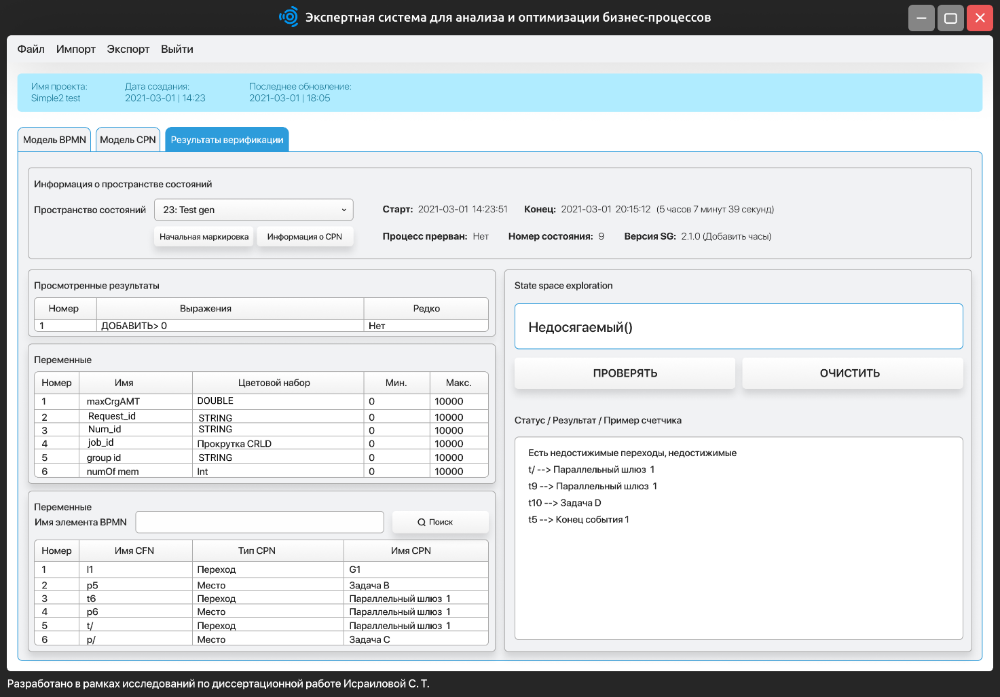 Экспертная система для анализа и оптимизации бизнес-процессов
Файл Импорт Экспорт Выйти
Имя проекта: Дата создания: Последнее обновление:
Simple2 test 2021-03-01 | 14:23 2021-03-01 | 18:05
Модель BPMN Модель CPN Результаты верификации
Информация о пространстве состояний
Пространство состояний 23: Test gen Старт: 2021-03-01 14:23:51 Конец: 2021-03-01 20:15:12 (5 часов 7 минут 39 секунд)
Начальная маркировка Информация о CPN Процесс прерван: Нет Номер состояния: 9 Версия SG: 2.1.0 (Добавить часы)
Просмотренные результаты
Номер Выражения Редко
1 ДОБАВИТЬ> 0 Нет
Переменные
Номер Имя Цветовой набор Мин. Макс.
1 maxCrgAMT DOUBLE 0 10000
2 Request_id STRING 0 10000
3 Num_id STRING 0 10000
4 job_id Прокрутка CRLD 0 10000
5 group id STRING 0 10000
6 numOf mem Int 0 10000
Переменные
Имя элемента BPMN Поиск
Номер Имя CFN Тип CPN Имя CPN
1 I1 Переход G1
2 p5 Место Задача B
3 t6 Переход Параллельный шлюз 1
4 p6 Место Параллельный шлюз 1
5 t/ Переход Параллельный шлюз 1
6 p/ Место Задача C
State space exploration
Недосягаемый()
ПРОВЕРЯТЬ ОЧИСТИТЬ
Статус / Результат / Пример счетчика
Есть недостижимые переходы, недостижимые
t/ --> Параллельный шлюз 1
t9 --> Параллельный шлюз 1
t10 --> Задача D
t5 --> Конец события 1
Разработано в рамках исследований по диссертационной работе Исраиловой С. Т.